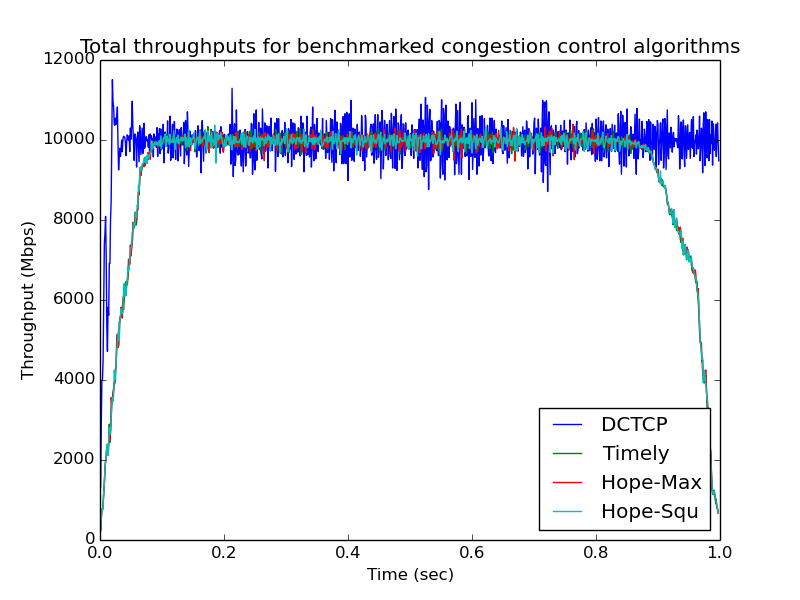 Total throughputs for benchmarked congestion control algorithms
12000
10000
8000
6000
4000
2000
0
Throughput (Mbps)
DCTCP
Timely
Hope-Max
Hope-Squ
0.0 0.2 0.4 0.6 0.8 1.0
Time (sec)